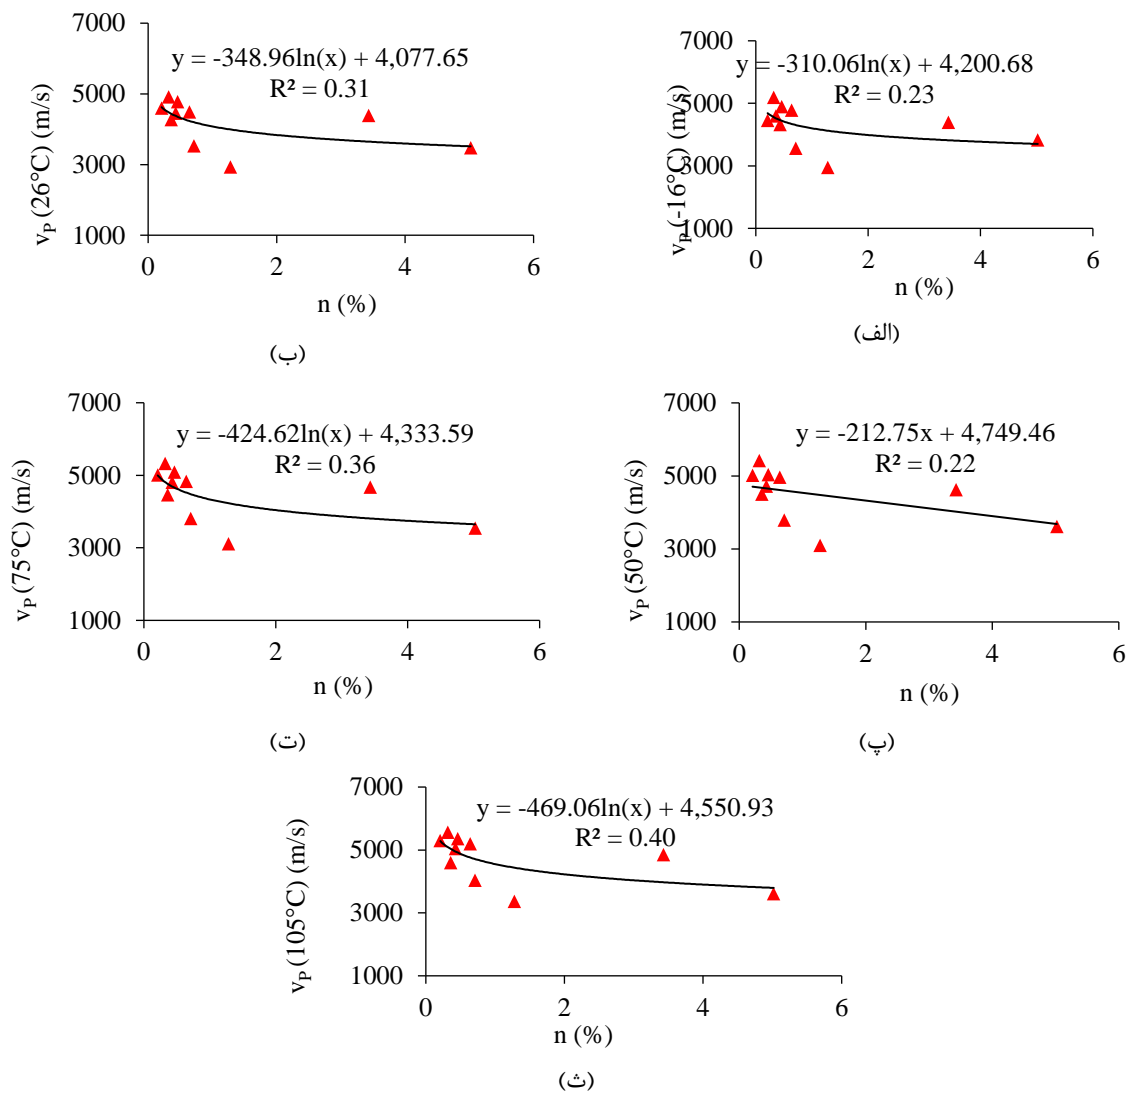 7000
5000
3000
1000
0
2
4
6
y = -348.96ln(x) + 4,077.65
R² = 0.31
vP (26°C) (m/s)
n (%)
(ب)
7000
5000
3000
1000
0
2
4
6
y = -310.06ln(x) + 4,200.68
R² = 0.23
vP (-16°C) (m/s)
n (%)
(الف)
7000
5000
3000
1000
0
2
4
6
y = -424.62ln(x) + 4,333.59
R² = 0.36
vP (75°C) (m/s)
n (%)
(ت)
7000
5000
3000
1000
0
2
4
6
y = -212.75x + 4,749.46
R² = 0.22
vP (50°C) (m/s)
n (%)
(پ)
7000
5000
3000
1000
0
2
4
6
y = -469.06ln(x) + 4,550.93
R² = 0.40
vP (105°C) (m/s)
n (%)
(ث)